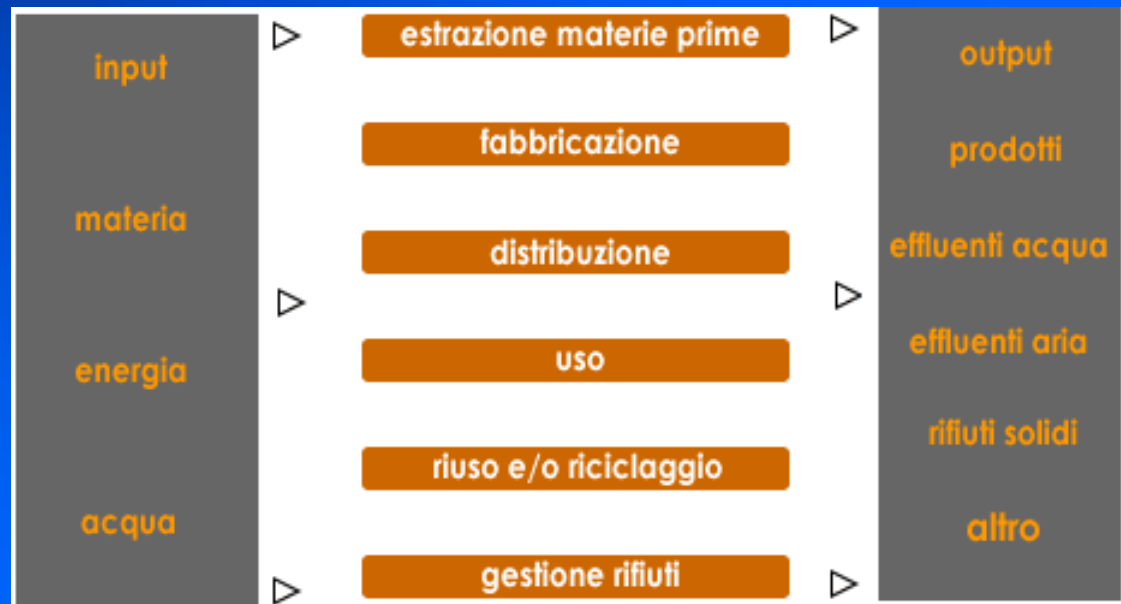 input
materia
energia
acqua
estrazione materie prime
fabbricazione
distribuzione
uso
riuso e/o riciclaggio
gestione rifiuti
output
prodotti
effluenti acqua
effluenti aria
rifiuti solidi
altro